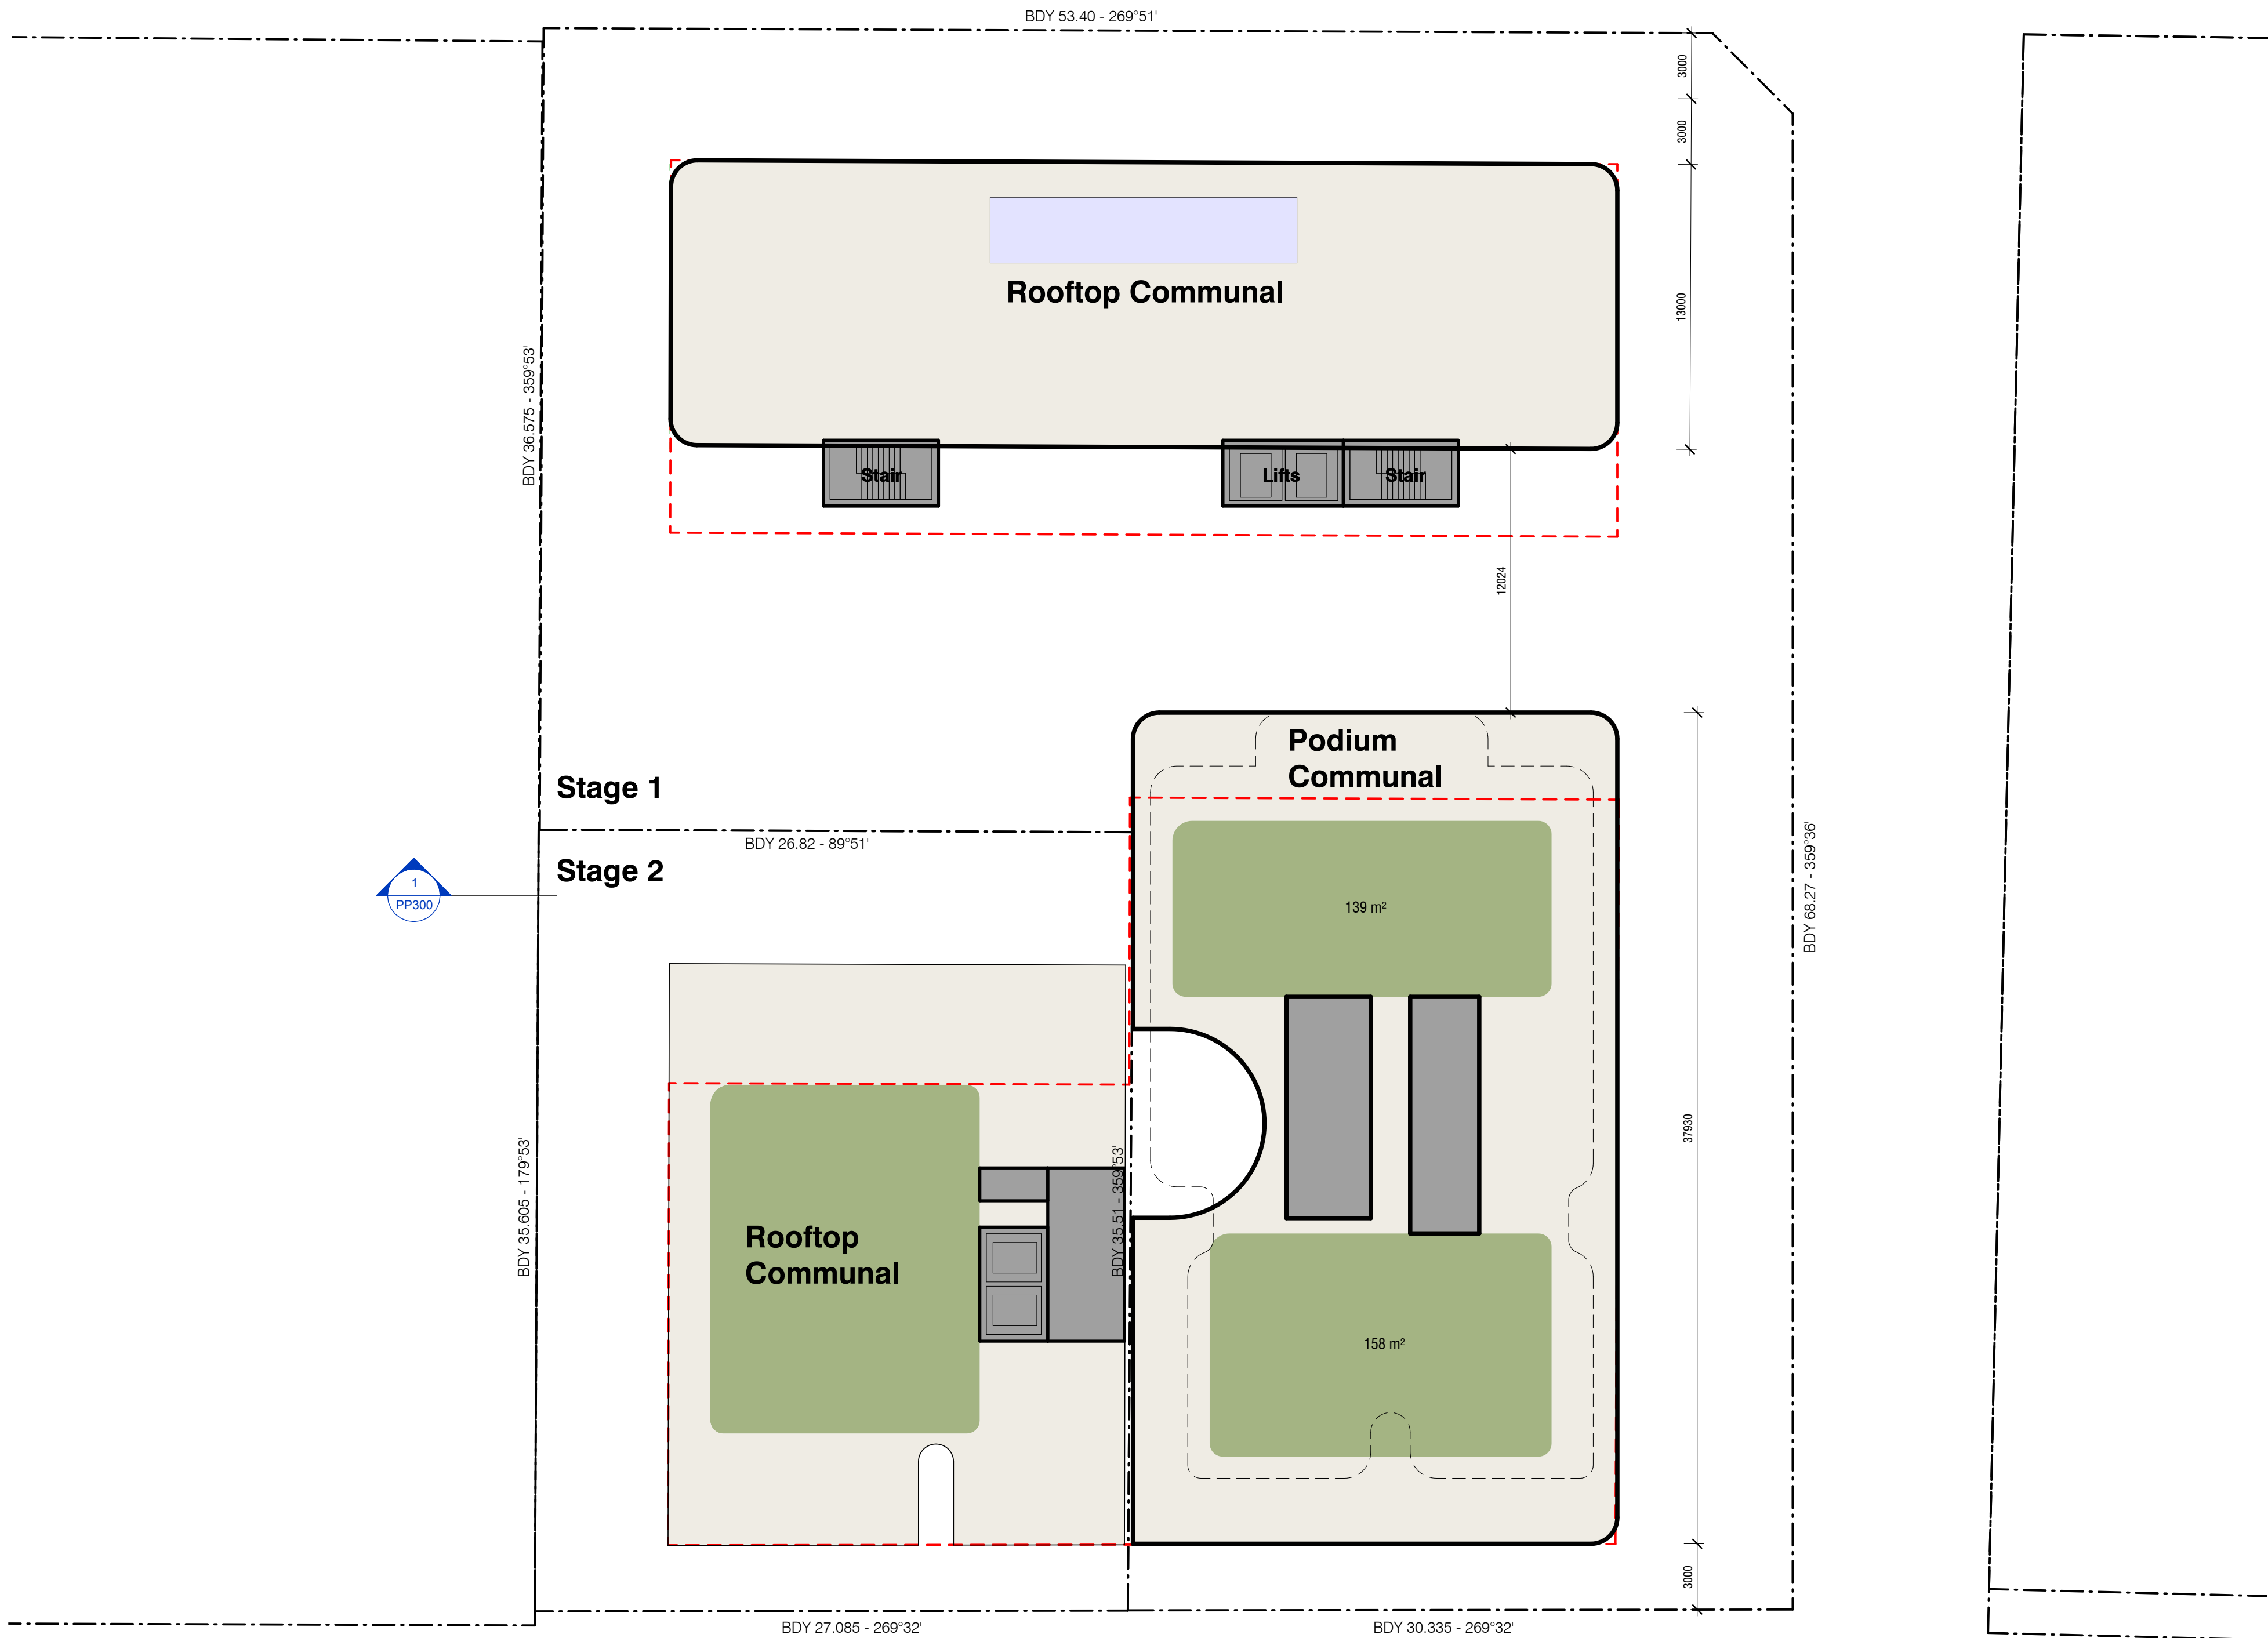 BDY 53.40 - 269°51'
3000
3000
13000
Rooftop Communal
BDY 36.575 - 359°53'
Stair
Lifts
Stair
12024
Podium
Communal
Stage 1
BDY 26.82 - 89°51'
Stage 2
1
PP300
139 m²
BDY 68.27 - 359°36'
37930
BDY 35.605 - 179°53'
BDY 35.51 - 359°53'
Rooftop
Communal
158 m²
3000
BDY 27.085 - 269°32'
BDY 30.335 - 269°32'